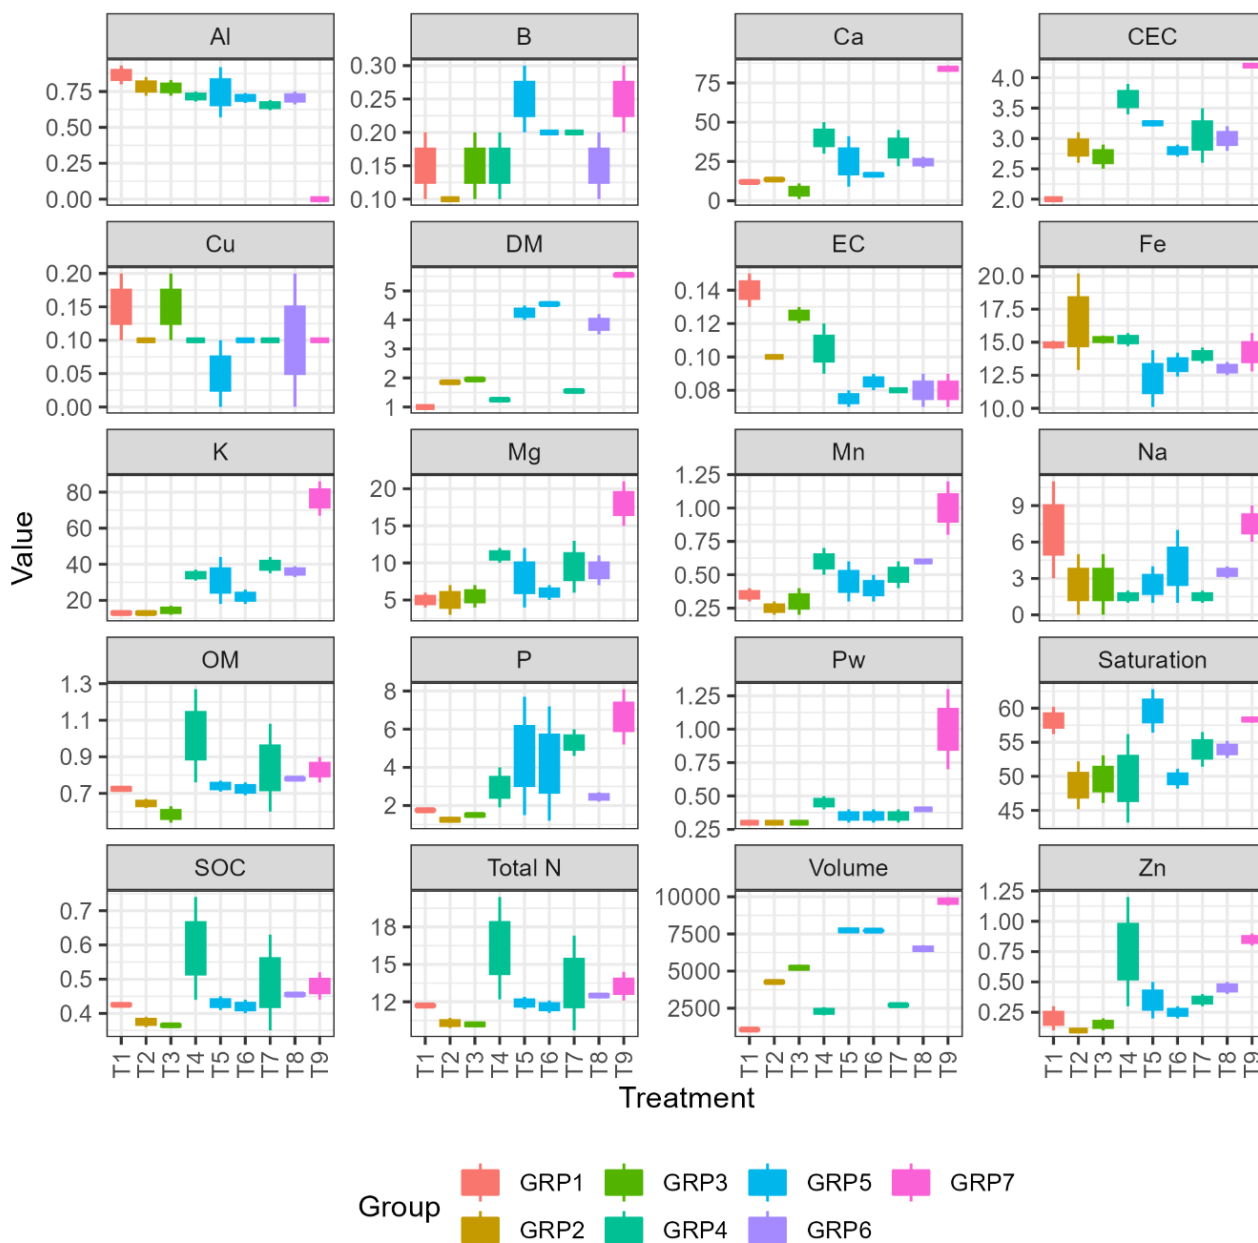 Al B Ca CEC
0.75 0.30 75 4.0
0.50 0.25 50 3.5
0.25 0.20 25 3.0
0.00 0.15 0 2.5
0.10 2.0
Cu DM EC Fe
0.20 5 0.14 20.0
0.15 4 0.12 17.5
0.10 3 0.10 15.0
0.05 2 0.08 12.5
0.00 1 10.0
K Mg Mn Na
80 20 1.25 9
60 15 1.00 6
40 10 0.75 3
20 5 0.50 0
0.25
Value
OM P Pw Saturation
1.3 8 1.25 60
1.1 6 1.00 55
0.9 4 0.75 50
0.7 2 0.50 45
0.25
SOC Total N Volume Zn
0.7 18 10000 1.25
0.6 15 7500 1.00
0.5 12 5000 0.75
0.4 2500 0.50
0.25
T1 T2 T3 T4 T5 T6 T7 T8 T9 T1 T2 T3 T4 T5 T6 T7 T8 T9 T1 T2 T3 T4 T5 T6 T7 T8 T9 T1 T2 T3 T4 T5 T6 T7 T8 T9
Treatment
Group
GRP1 GRP3 GRP5 GRP7
GRP2 GRP4 GRP6